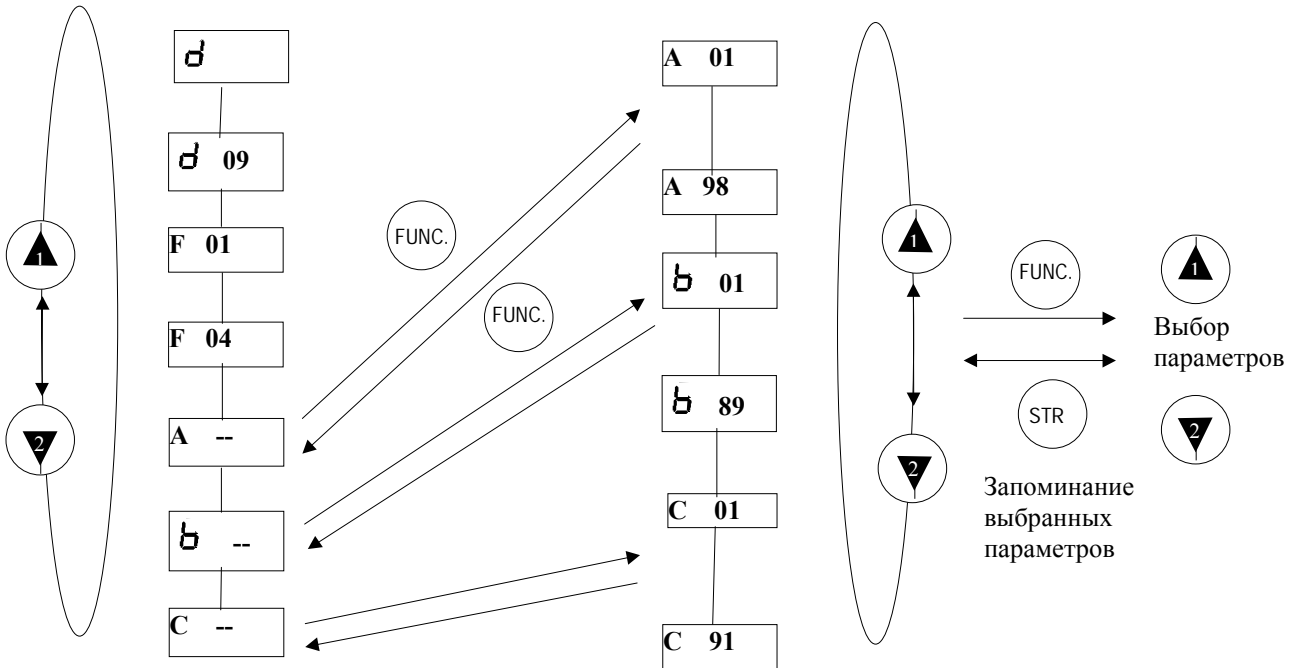 d
d 09
F 01
F 04
A --
b --
C --
1
2
FUNC.
FUNC.
A 01
A 98
b 01
b 89
C 01
C 91
1
2
FUNC.
STR
Запоминание
выбранных
параметров
1
Выбор
параметров
2